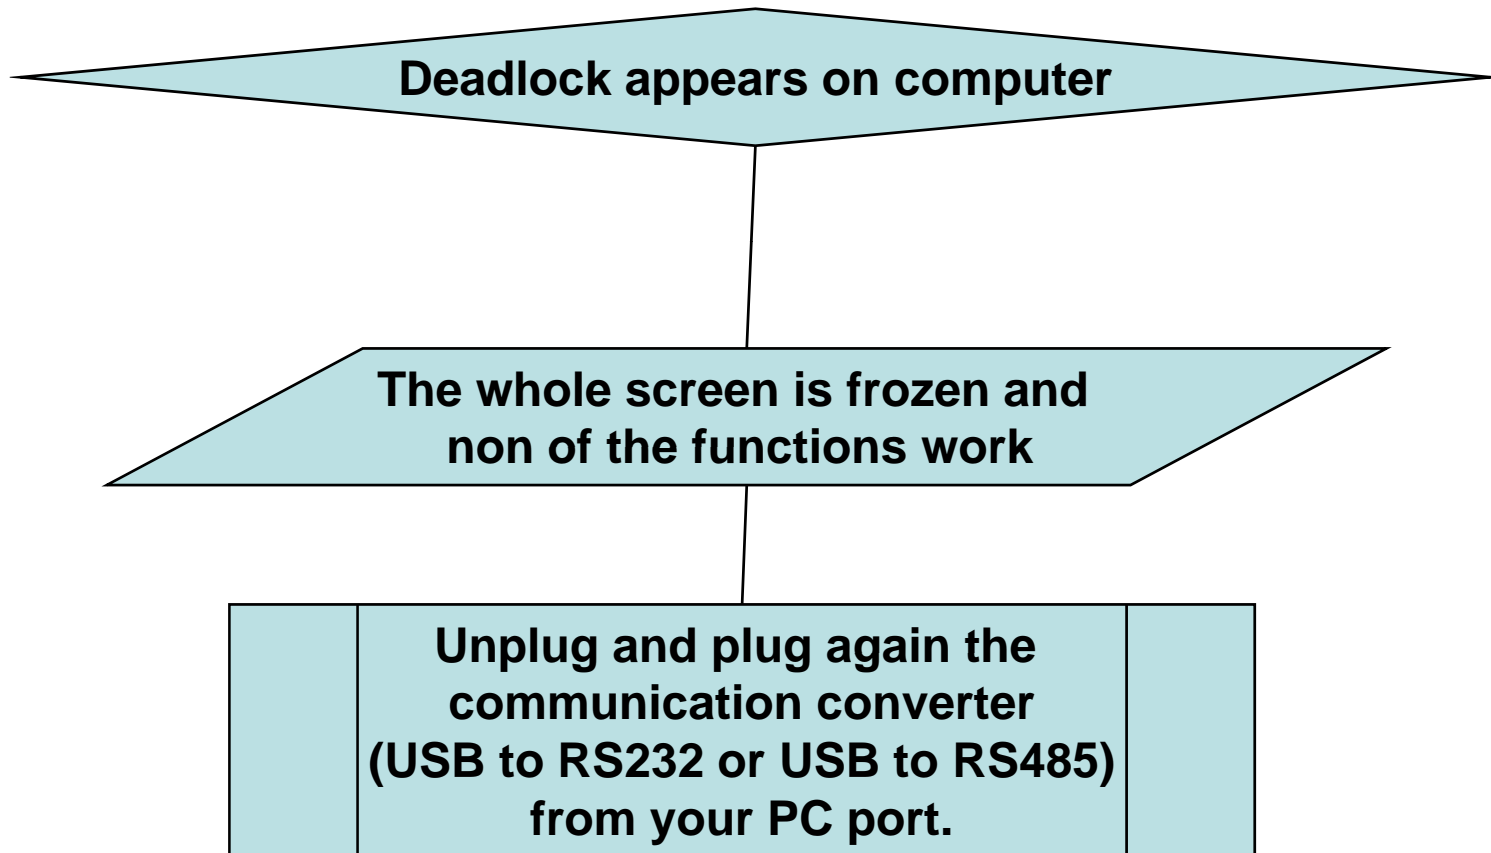 Deadlock appears on computer
The whole screen is frozen and
non of the functions work
Unplug and plug again the
communication converter
(USB to RS232 or USB to RS485)
from your PC port.